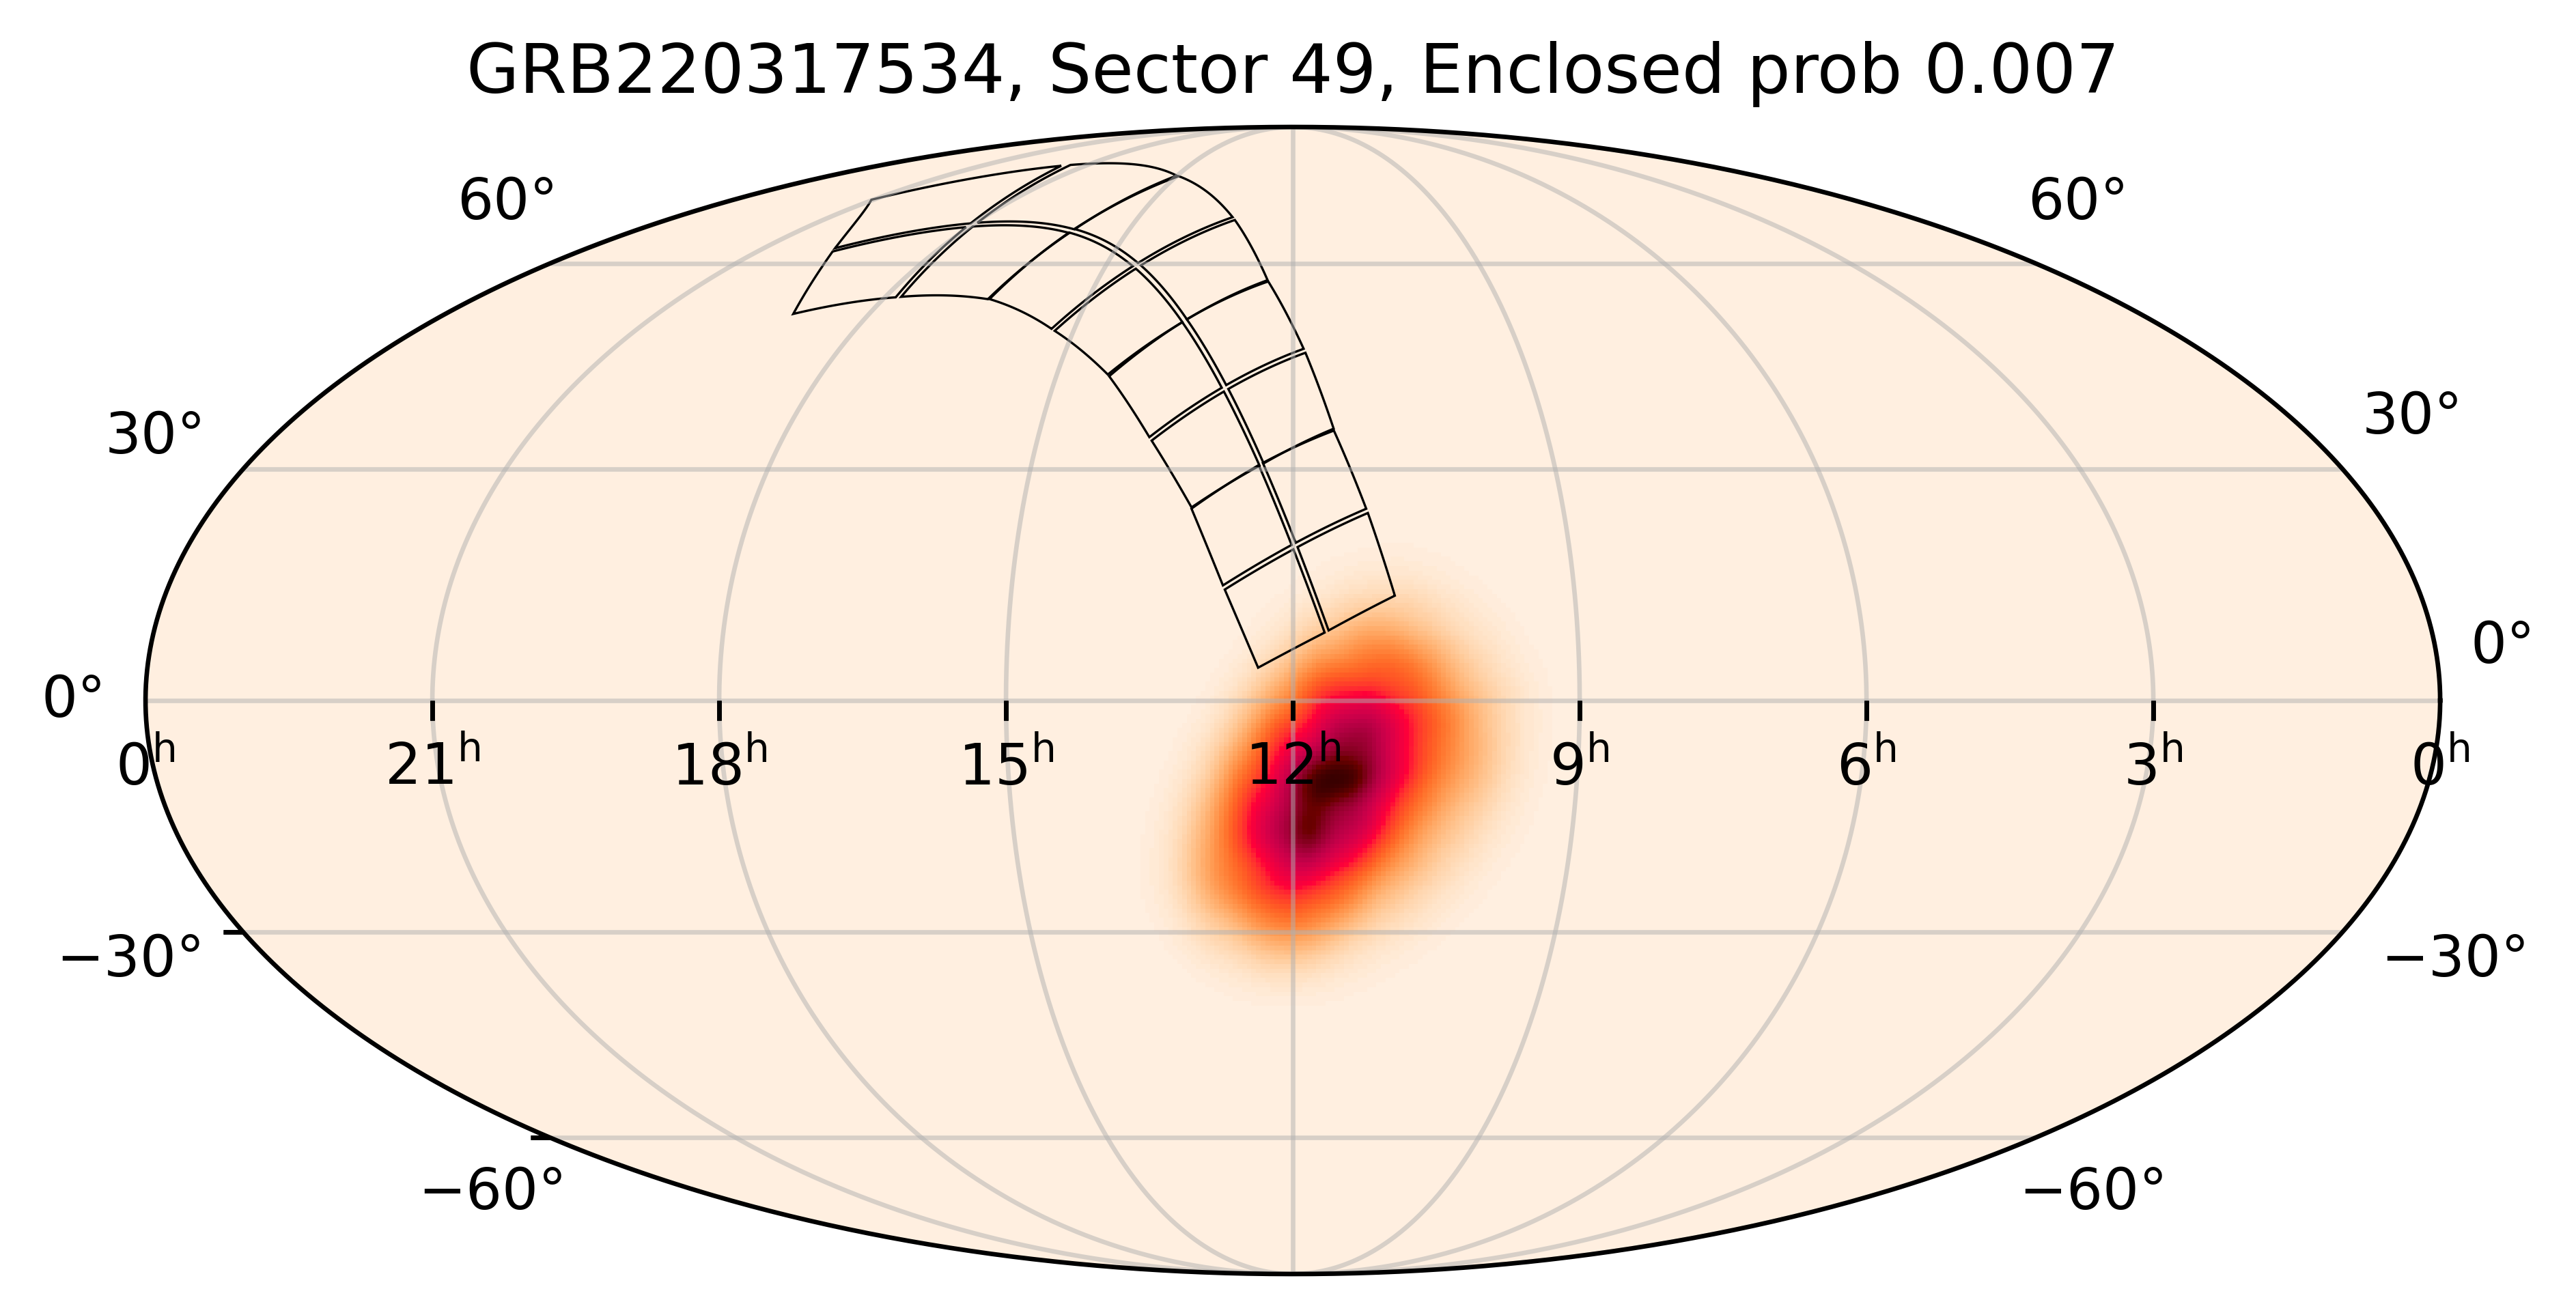 GRB220317534, Sector 49, Enclosed prob 0.007
60° 60°
30° 30°
0° 0°
0ʰ 21ʰ 18ʰ 15ʰ 12ʰ 9ʰ 6ʰ 3ʰ 0ʰ
−30° −30°
−60° −60°